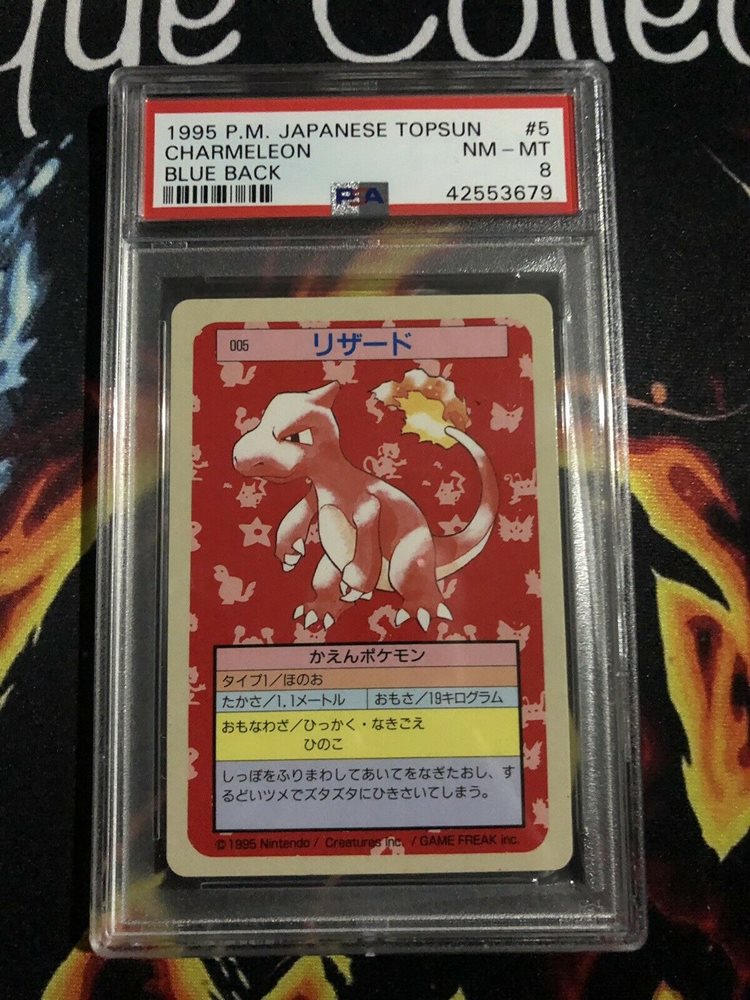 que Collec
1995 P.M. JAPANESE TOPSUN #5
CHARMELEON NM - MT
BLUE BACK 8
PSA 42553679
005 リザード
かえんポケモン
タイプ1/ほのお
たかさ/1.1メートル おもさ/19キログラム
おもなわざ/ひっかく・なきごえ
ひのこ
しっぽをふりまわしてあいてをなぎたおし、す
るどいツメでズタズタにひきさいてしまう。
©1995 Nintendo / Creatures inc. / GAME FREAK inc.